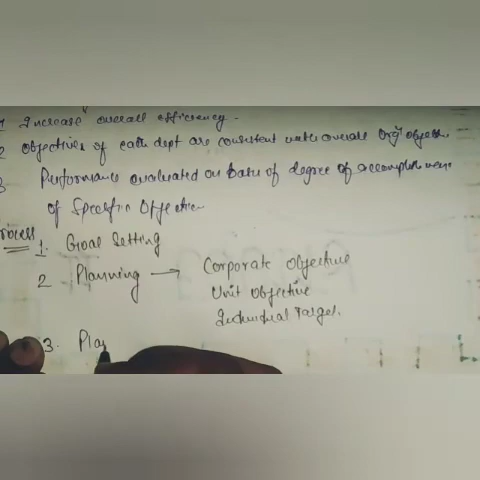 1 Increase overall efficiency.
2 Objectives of each dept are consistent with overall Orgn objec
3 Performance evaluated on basis of degree of accomplishment
of Specific Objective
Process
1. Goal Setting
2 Planning → Corporate Objective
Unit Objective
Individual Target.
3. Pla